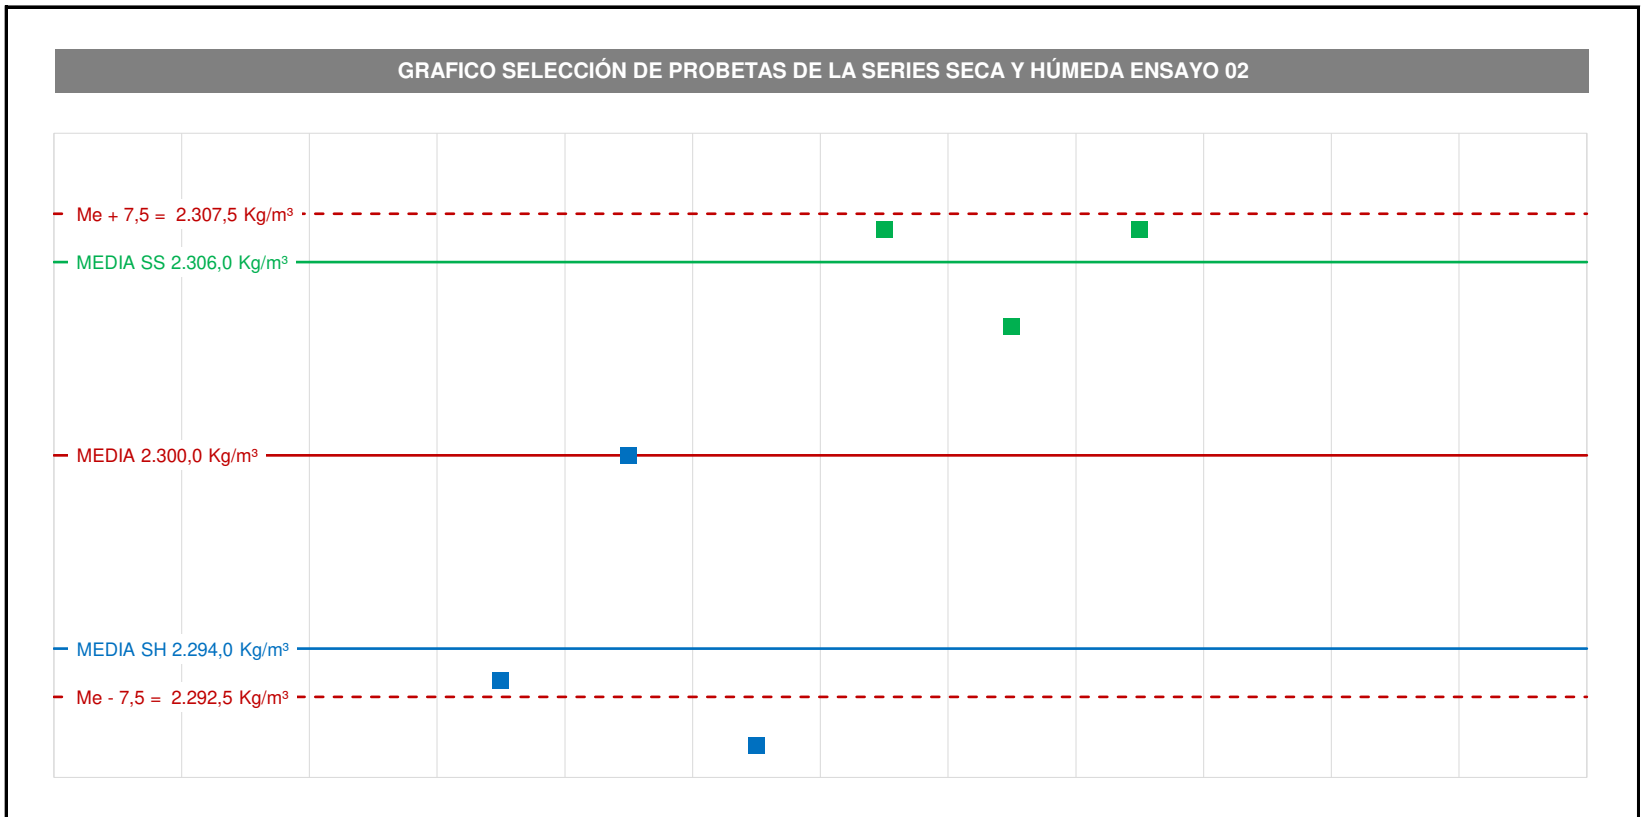 GRAFICO SELECCIÓN DE PROBETAS DE LA SERIES SECA Y HÚMEDA ENSAYO 02
Me + 7,5 = 2.307,5 Kg/m³
MEDIA SS 2.306,0 Kg/m³
MEDIA 2.300,0 Kg/m³
MEDIA SH 2.294,0 Kg/m³
Me - 7,5 = 2.292,5 Kg/m³